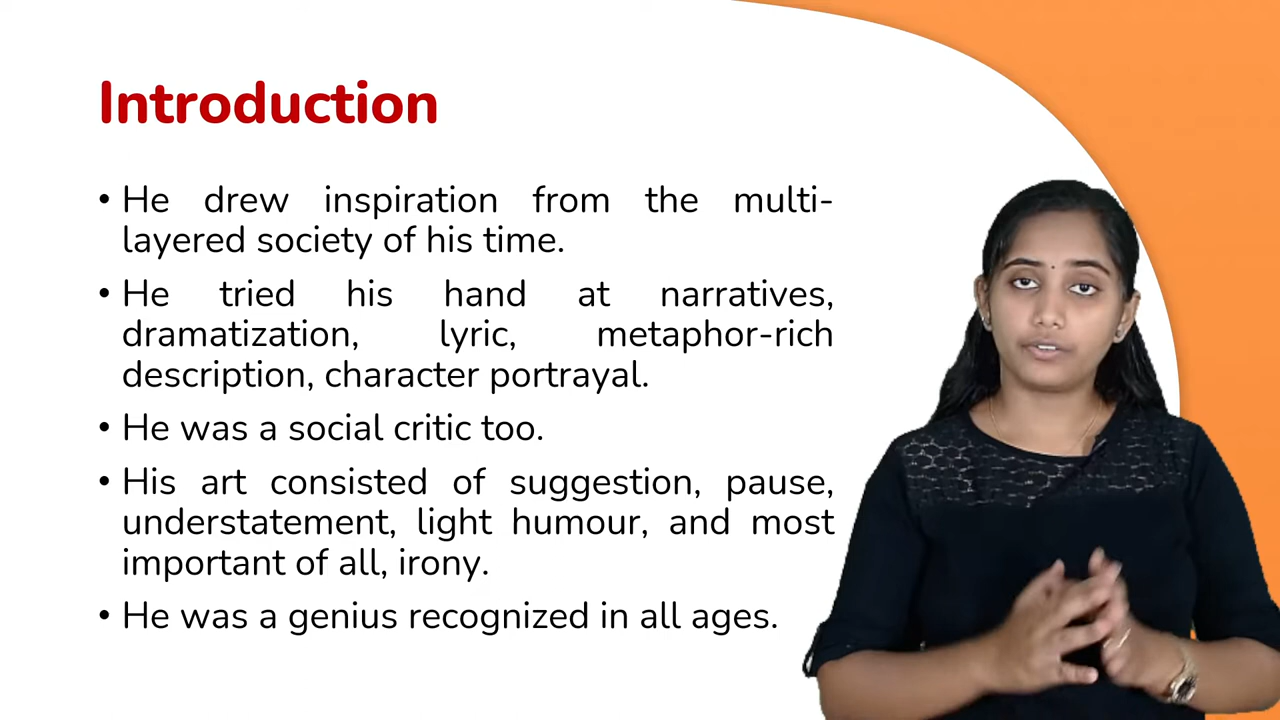 Introduction
• He drew inspiration from the multi-
layered society of his time.
• He tried his hand at narratives,
dramatization, lyric, metaphor-rich
description, character portrayal.
• He was a social critic too.
• His art consisted of suggestion, pause,
understatement, light humour, and most
important of all, irony.
• He was a genius recognized in all ages.